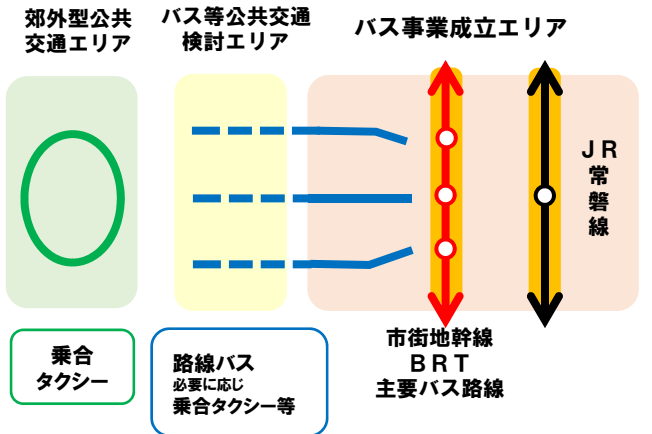 郊外型公共
交通エリア
バス等公共交通
検討エリア
バス事業成立エリア
ＪＲ
常
磐
線
乗合
タクシー
路線バス
必要に応じ
乗合タクシー等
市街地幹線
ＢＲＴ
主要バス路線